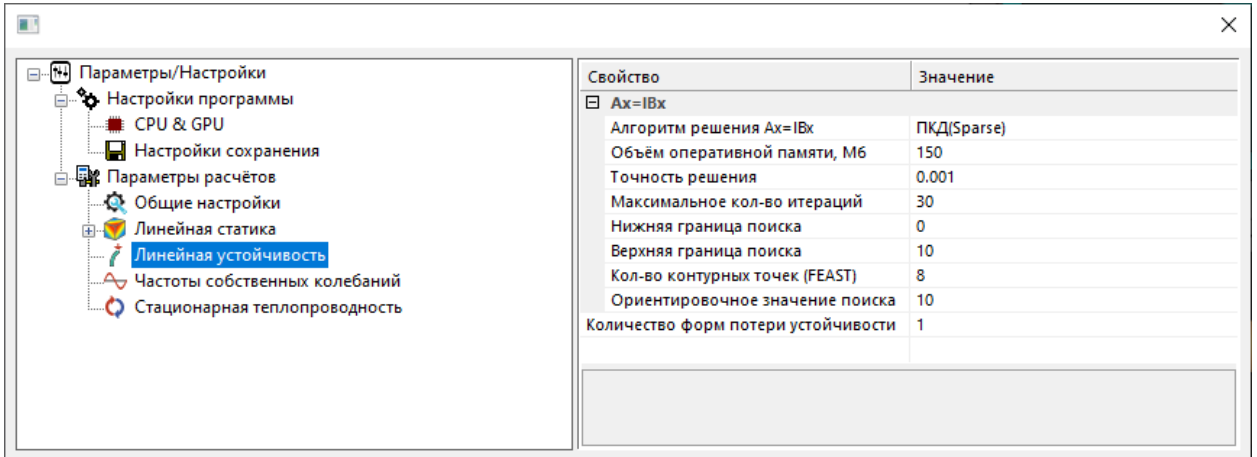 Параметры/Настройки
Настройки программы
CPU & GPU
Настройки сохранения
Параметры расчётов
Общие настройки
Линейная статика
Линейная устойчивость
Частоты собственных колебаний
Стационарная теплопроводность
Свойство Значение
Ax=lBx
Алгоритм решения Ax=lBx ПКД(Sparse)
Объём оперативной памяти, Мб 150
Точность решения 0.001
Максимальное кол-во итераций 30
Нижняя граница поиска 0
Верхняя граница поиска 10
Кол-во контурных точек (FEAST) 8
Ориентировочное значение поиска 10
Количество форм потери устойчивости 1